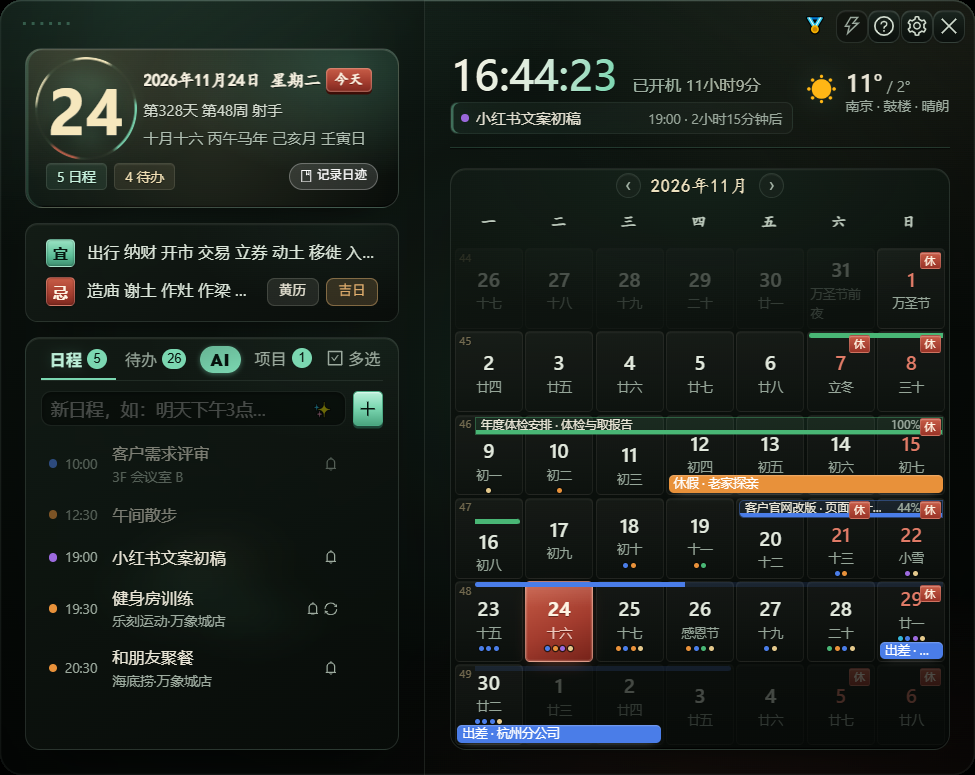 24
2026年11月24日 星期二 今天
第328天 第48周 射手
十月十六 丙午马年 己亥月 壬寅日
5 日程 4 待办 记录日迹
宜 出行 纳财 开市 交易 立券 动土 移徙 入...
忌 造庙 谢土 作灶 作梁 ... 黄历 吉日
日程 5 待办 26 AI 项目 1 多选
新日程，如：明天下午3点... +
10:00 客户需求评审
3F 会议室 B
12:30 午间散步
19:00 小红书文案初稿
19:30 健身房训练
乐刻运动·万象城店
20:30 和朋友聚餐
海底捞·万象城店
16:44:23 已开机 11小时9分
小红书文案初稿 19:00 · 2小时15分钟后
11° / 2°
南京 · 鼓楼 · 晴朗
‹ 2026年11月 ›
一 二 三 四 五 六 日
44 休
26 27 28 29 30 31 1
十七 十八 十九 二十 廿一 万圣节前夜 万圣节
45 休 休
2 3 4 5 6 7 8
廿四 廿五 廿六 廿七 廿八 立冬 三十
46 年度体检安排 · 体检与取报告 100% 休
9 10 11 12 13 14 15
初一 初二 初三 初四 初五 初六 初七
休假 · 老家探亲
47 客户官网改版 · 页面 休 ... 44% 休
16 17 18 19 20 21 22
初八 初九 初十 十一 十二 十三 小雪
48 休
23 24 25 26 27 28 29
十五 十六 十七 感恩节 十九 二十 廿一
出差 · ...
49 休 休
30 1 2 3 4 5 6
廿二 廿三 廿四 廿五 廿六 廿七 廿八
出差 · 杭州分公司